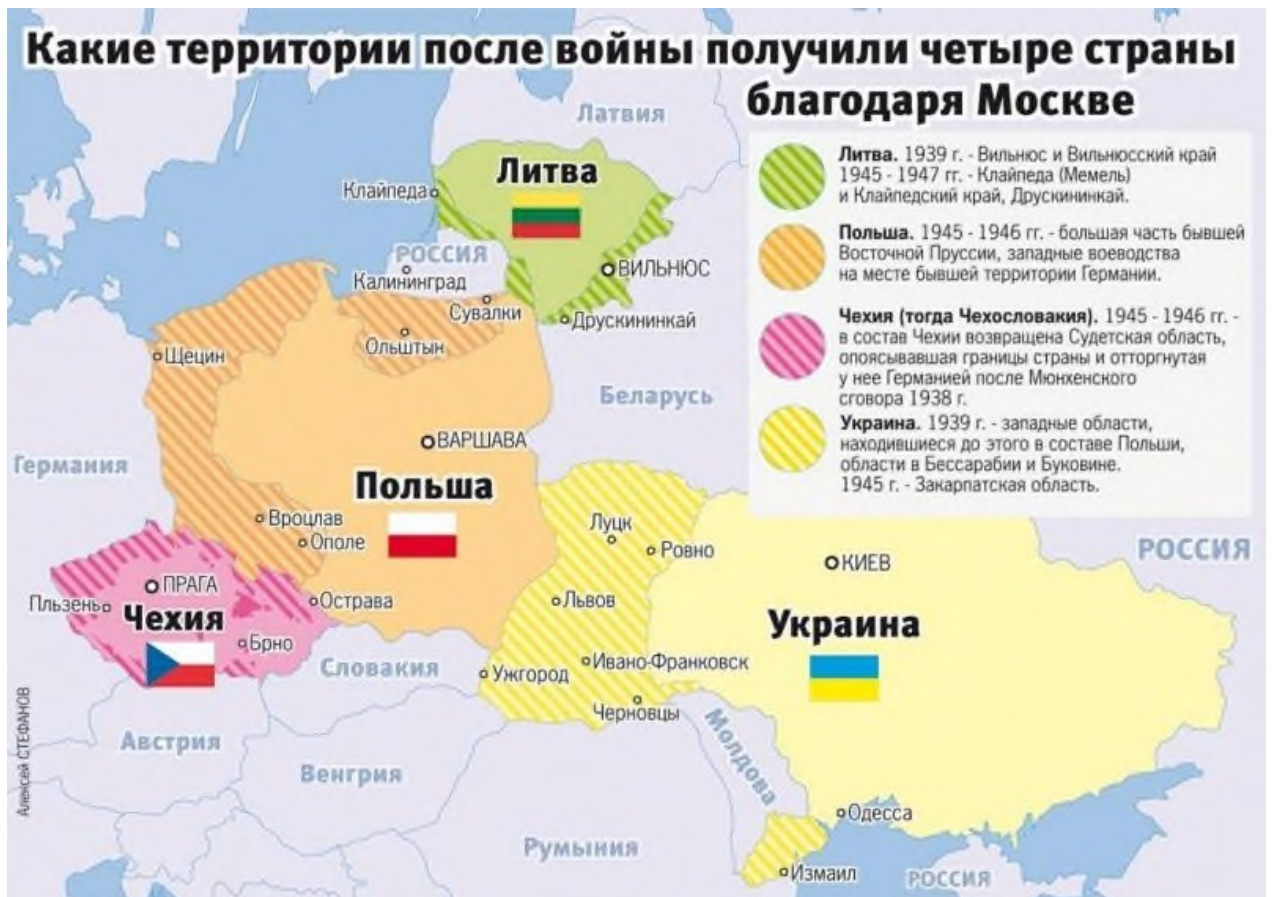 Какие территории после войны получили четыре страны
благодаря Москве
Латвия
Литва
Клайпеда
РОССИЯ
Калининград
ВИЛЬНЮС
Сувалки
Друскининкай
Ольштын
Щецин
Беларусь
ВАРШАВА
Германия
Польша
Вроцлав
Ополе
Луцк
Ровно
КИЕВ
РОССИЯ
ПРАГА
Пльзень
Острава
Львов
Чехия
Украина
Брно
Словакия
Ужгород
Ивано-Франковск
Черновцы
Молдова
Австрия
Венгрия
Одесса
Румыния
Измаил
РОССИЯ
Литва. 1939 г. - Вильнюс и Вильнюсский край
1945 - 1947 гг. - Клайпеда (Мемель)
и Клайпедский край, Друскининкай.
Польша. 1945 - 1946 гг. - большая часть бывшей
Восточной Пруссии, западные воеводства
на месте бывшей территории Германии.
Чехия (тогда Чехословакия). 1945 - 1946 гг. -
в состав Чехии возвращена Судетская область,
опоясывавшая границы страны и отторгнутая
у нее Германией после Мюнхенского
сговора 1938 г.
Украина. 1939 г. - западные области,
находившиеся до этого в составе Польши,
области в Бессарабии и Буковине.
1945 г. - Закарпатская область.
Алексей СТЕФАНОВ